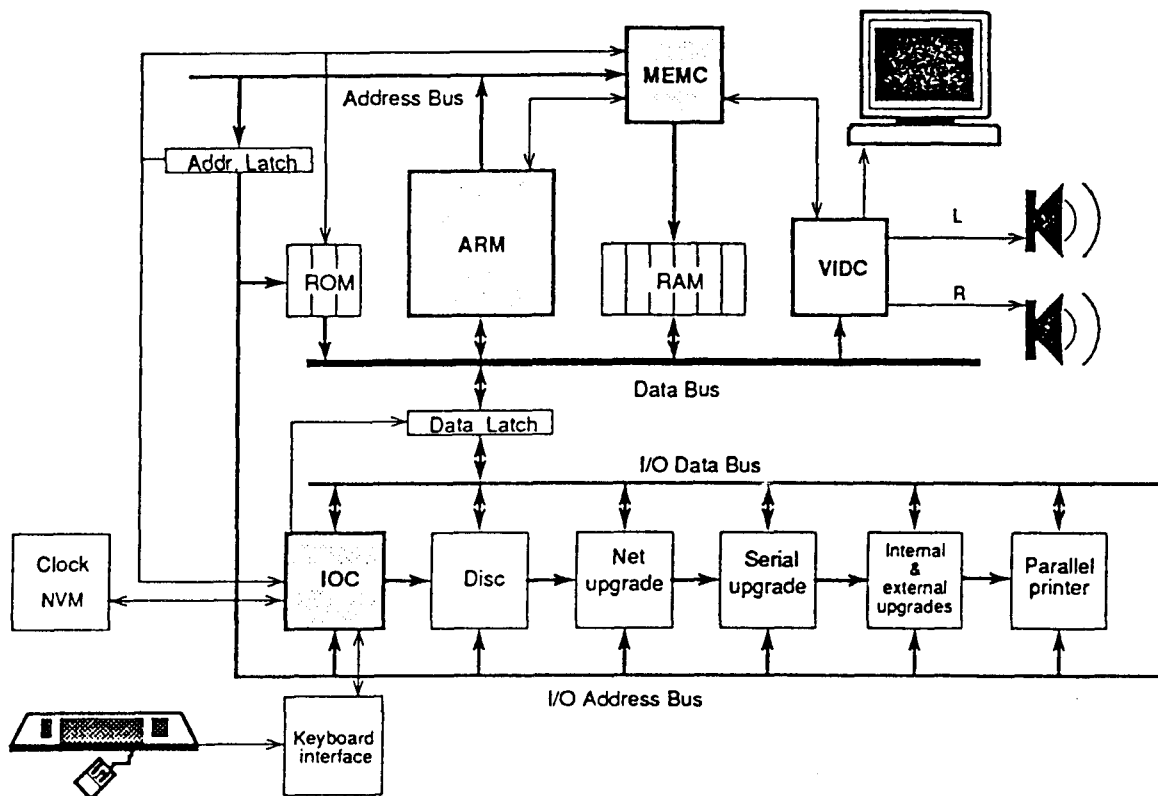 MEMC
Address Bus
Addr. Latch
ARM
ROM
RAM
VIDC
L
R
Data Bus
Data Latch
I/O Data Bus
Clock
NVM
IOC
Disc
Net
upgrade
Serial
upgrade
Internal
&
external
upgrades
Parallel
printer
I/O Address Bus
Keyboard
interface